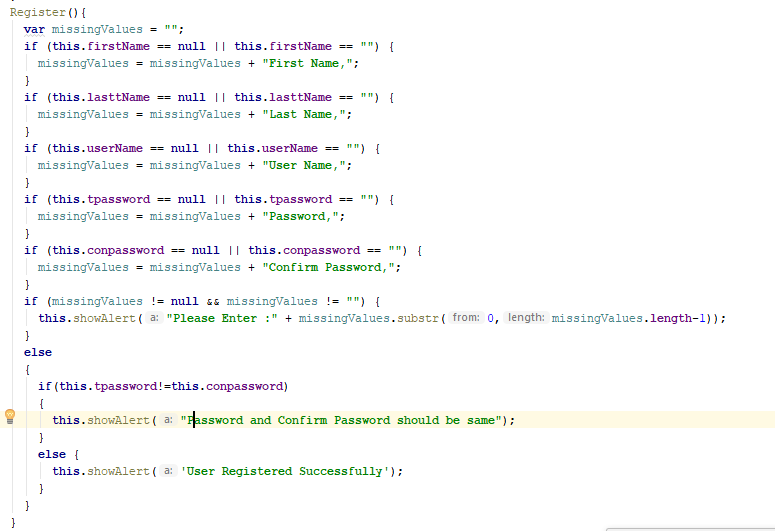 Register(){
  var missingValues = "";
  if (this.firstName == null || this.firstName == "") {
    missingValues = missingValues + "First Name,";
  }
  if (this.lasttName == null || this.lasttName == "") {
    missingValues = missingValues + "Last Name,";
  }
  if (this.userName == null || this.userName == "") {
    missingValues = missingValues + "User Name,";
  }
  if (this.tpassword == null || this.tpassword == "") {
    missingValues = missingValues + "Password,";
  }
  if (this.conpassword == null || this.conpassword == "") {
    missingValues = missingValues + "Confirm Password,";
  }
  if (missingValues != null && missingValues != "") {
    this.showAlert( a: "Please Enter :" + missingValues.substr( from: 0, length: missingValues.length-1));
  }
  else
  {
    if(this.tpassword!=this.conpassword)
    {
      this.showAlert( a: "Password and Confirm Password should be same");
    }
    else {
      this.showAlert( a: 'User Registered Successfully');
    }
  }
}